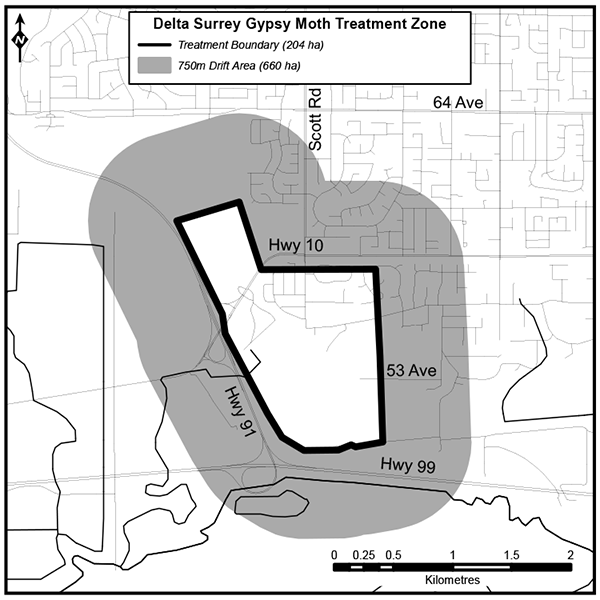 Delta Surrey Gypsy Moth Treatment Zone
Treatment Boundary (204 ha)
750m Drift Area (660 ha)
N
64 Ave
Scott Rd
Hwy 10
53 Ave
Hwy 91
Hwy 99
0 0.25 0.5 1 1.5 2
Kilometres